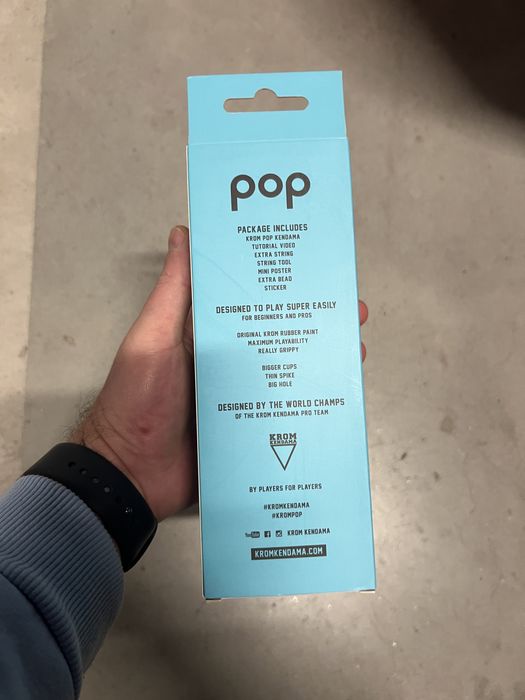 pop
PACKAGE INCLUDES
KROM POP KENDAMA
TUTORIAL VIDEO
EXTRA STRING
STRING TOOL
MINI POSTER
EXTRA BEAD
STICKER
DESIGNED TO PLAY SUPER EASILY
FOR BEGINNERS AND PROS
ORIGINAL KROM RUBBER PAINT
MAXIMUM PLAYABILITY
REALLY GRIPPY
BIGGER CUPS
THIN SPIKE
BIG HOLE
DESIGNED BY THE WORLD CHAMPS
OF THE KROM KENDAMA PRO TEAM
KROM
KENDAMA
BY PLAYERS FOR PLAYERS
#KROMKENDAMA
#KROMPOP
YouTube f KROM KENDAMA
KROMKENDAMA.COM